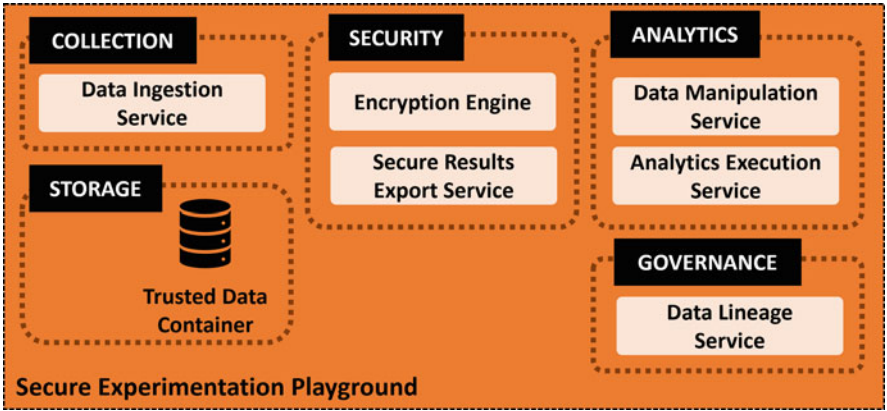 COLLECTION
Data Ingestion
Service
STORAGE
Trusted Data
Container
SECURITY
Encryption Engine
Secure Results
Export Service
ANALYTICS
Data Manipulation
Service
Analytics Execution
Service
GOVERNANCE
Data Lineage
Service
Secure Experimentation Playground